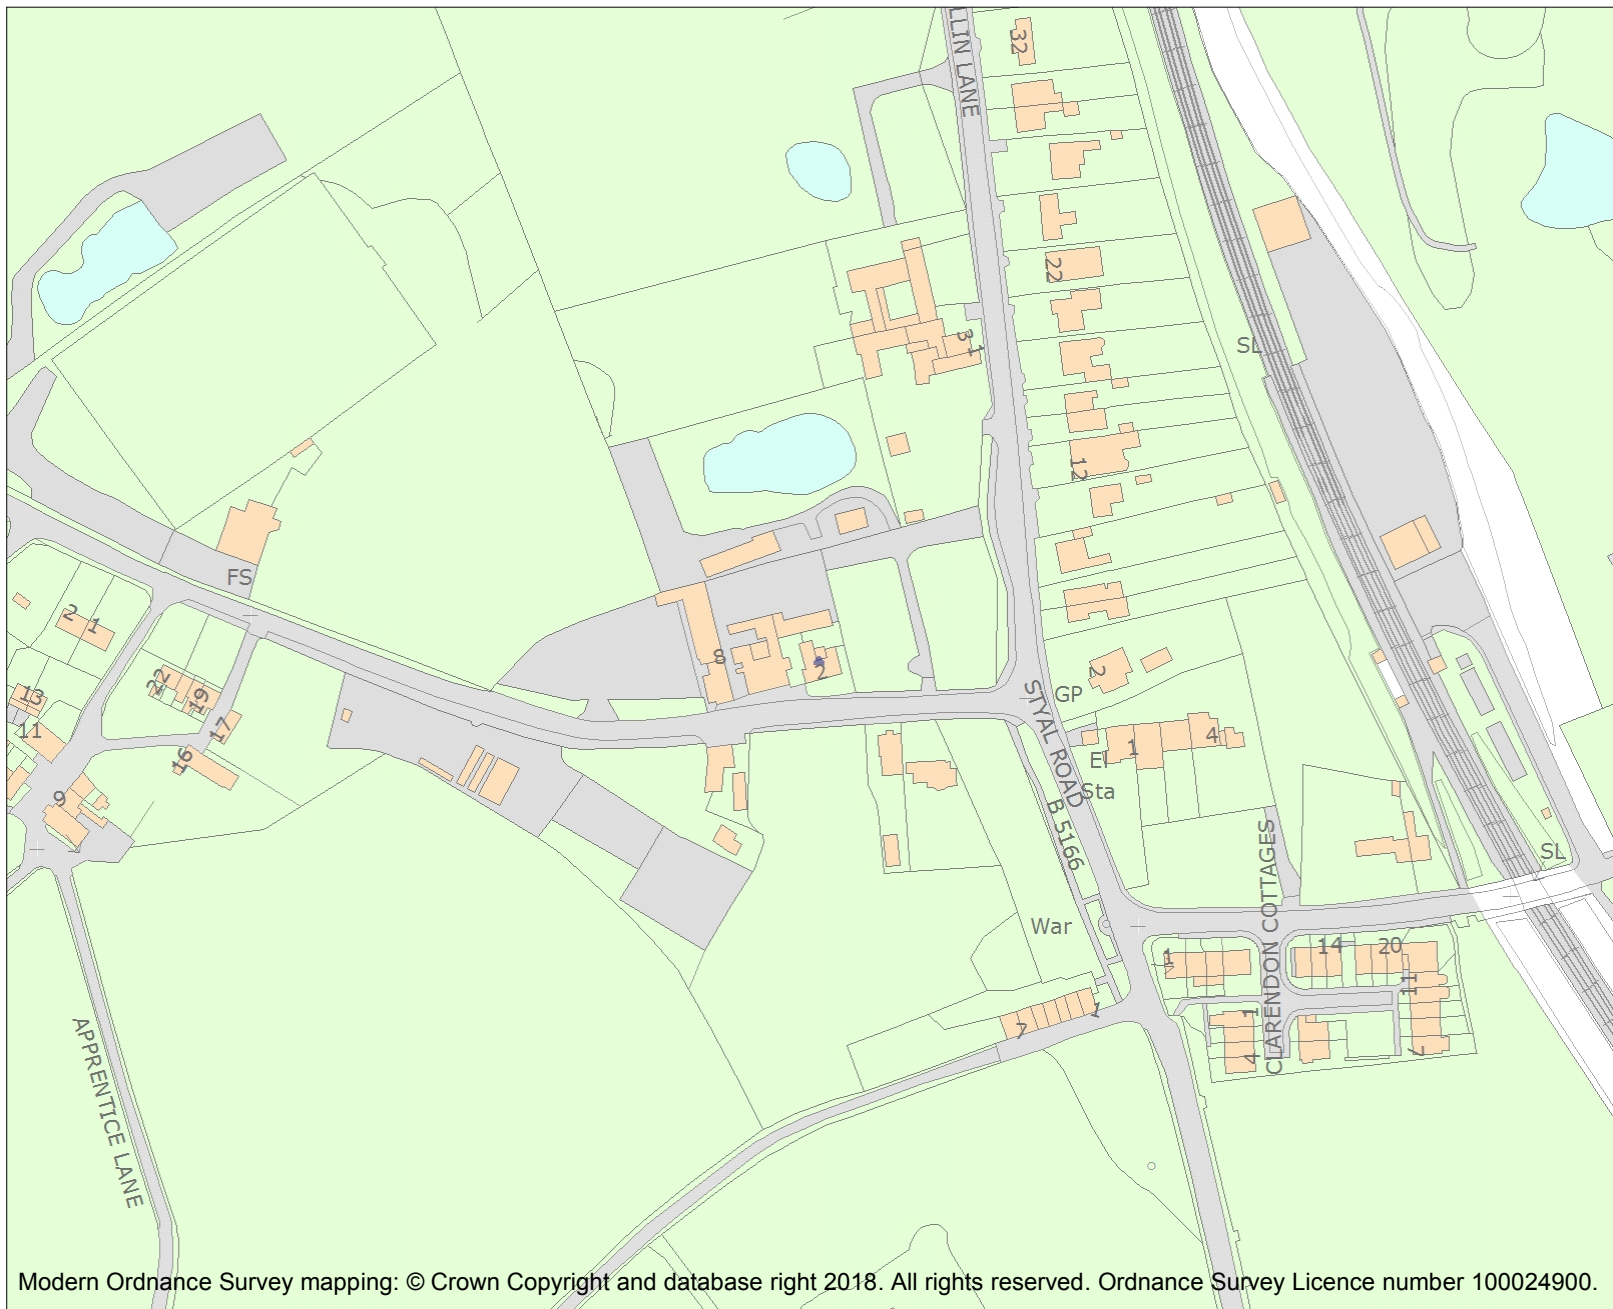 LLIN LANE
32
22
SL
3
1
12
FS
2
1
8
2
2
22
19
13
17
11
16
9
GP
STYAL ROAD
1
4
El
Sta
B 5166
SL
CLARENDON COTTAGES
War
1
14
20
11
1
7
1
4
7
APPRENTICE LANE
Modern Ordnance Survey mapping: © Crown Copyright and database right 2018. All rights reserved. Ordnance Survey Licence number 100024900.